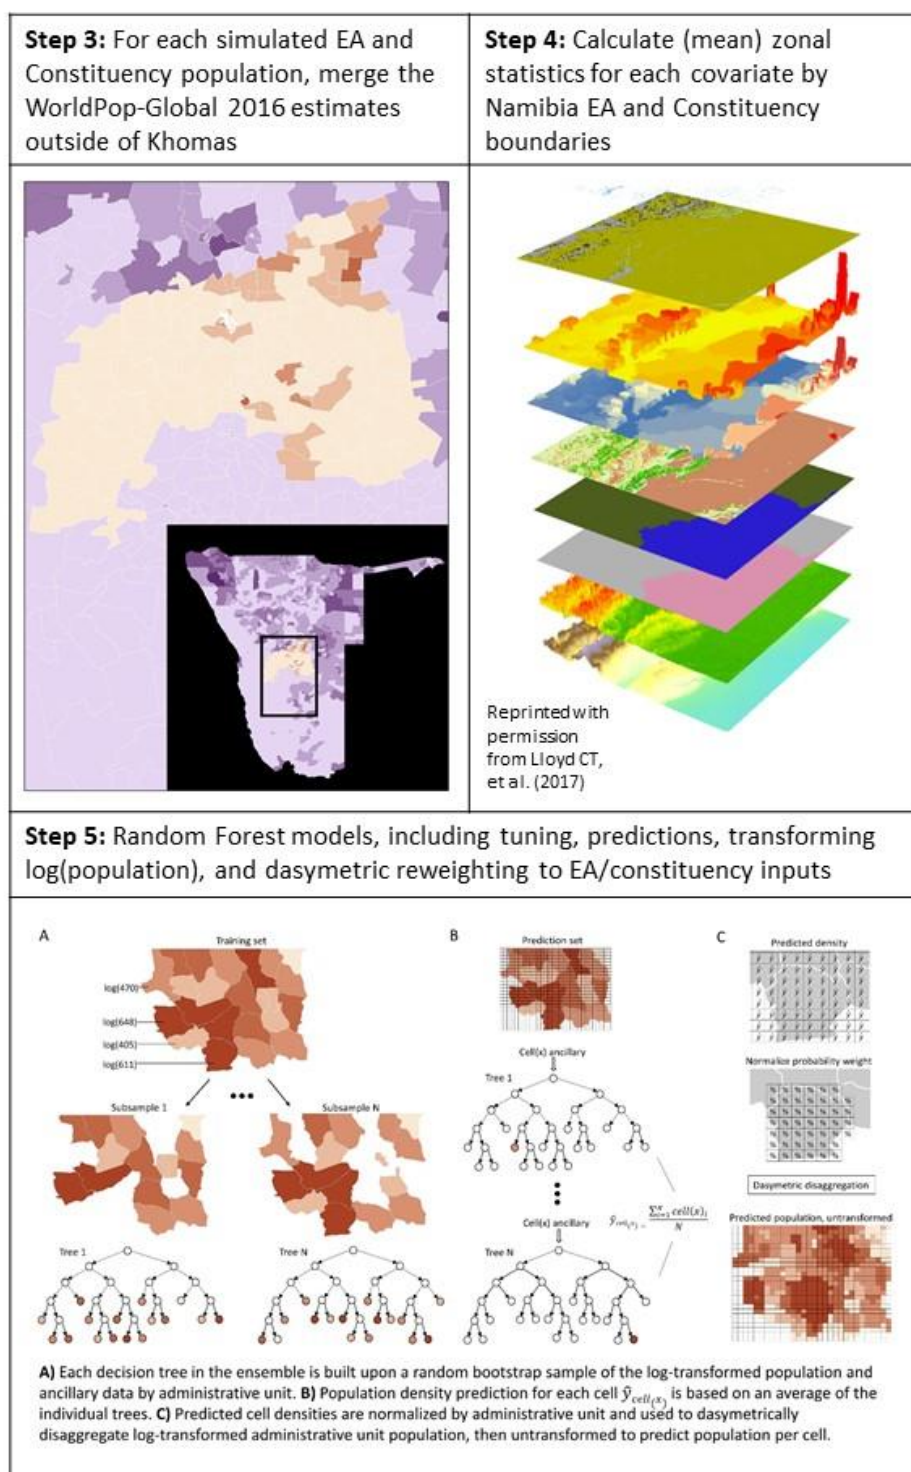 Step 3: For each simulated EA and
Constituency population, merge the
WorldPop-Global 2016 estimates
outside of Khomas
Step 4: Calculate (mean) zonal
statistics for each covariate by
Namibia EA and Constituency
boundaries
Reprinted with
permission
from Lloyd CT,
et al. (2017)
Step 5: Random Forest models, including tuning, predictions, transforming
log(population), and dasymetric reweighting to EA/constituency inputs
A
Training set
log(470)
log(648)
log(405)
log(611)
Subsample 1
Subsample N
Tree 1
Tree N
B
Prediction set
Cell(x) ancillary
Tree 1
Cell(x) ancillary
Tree N
C
Predicted density
Normalize probability weight
Dasymetric disaggregation
Predicted population, untransformed
A) Each decision tree in the ensemble is built upon a random bootstrap sample of the log-transformed population and
ancillary data by administrative unit. B) Population density prediction for each cell ŷcell(x) is based on an average of the
individual trees. C) Predicted cell densities are normalized by administrative unit and used to dasymetrically
disaggregate log-transformed administrative unit population, then untransformed to predict population per cell.